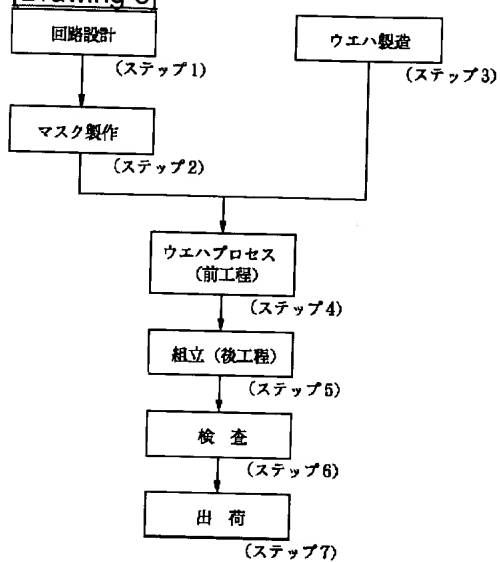 回路設計
(ステップ1)
ウエハ製造
(ステップ3)
マスク製作
(ステップ2)
ウエハプロセス
(前工程)
(ステップ4)
組立(後工程)
(ステップ5)
検 査
(ステップ6)
出 荷
(ステップ7)